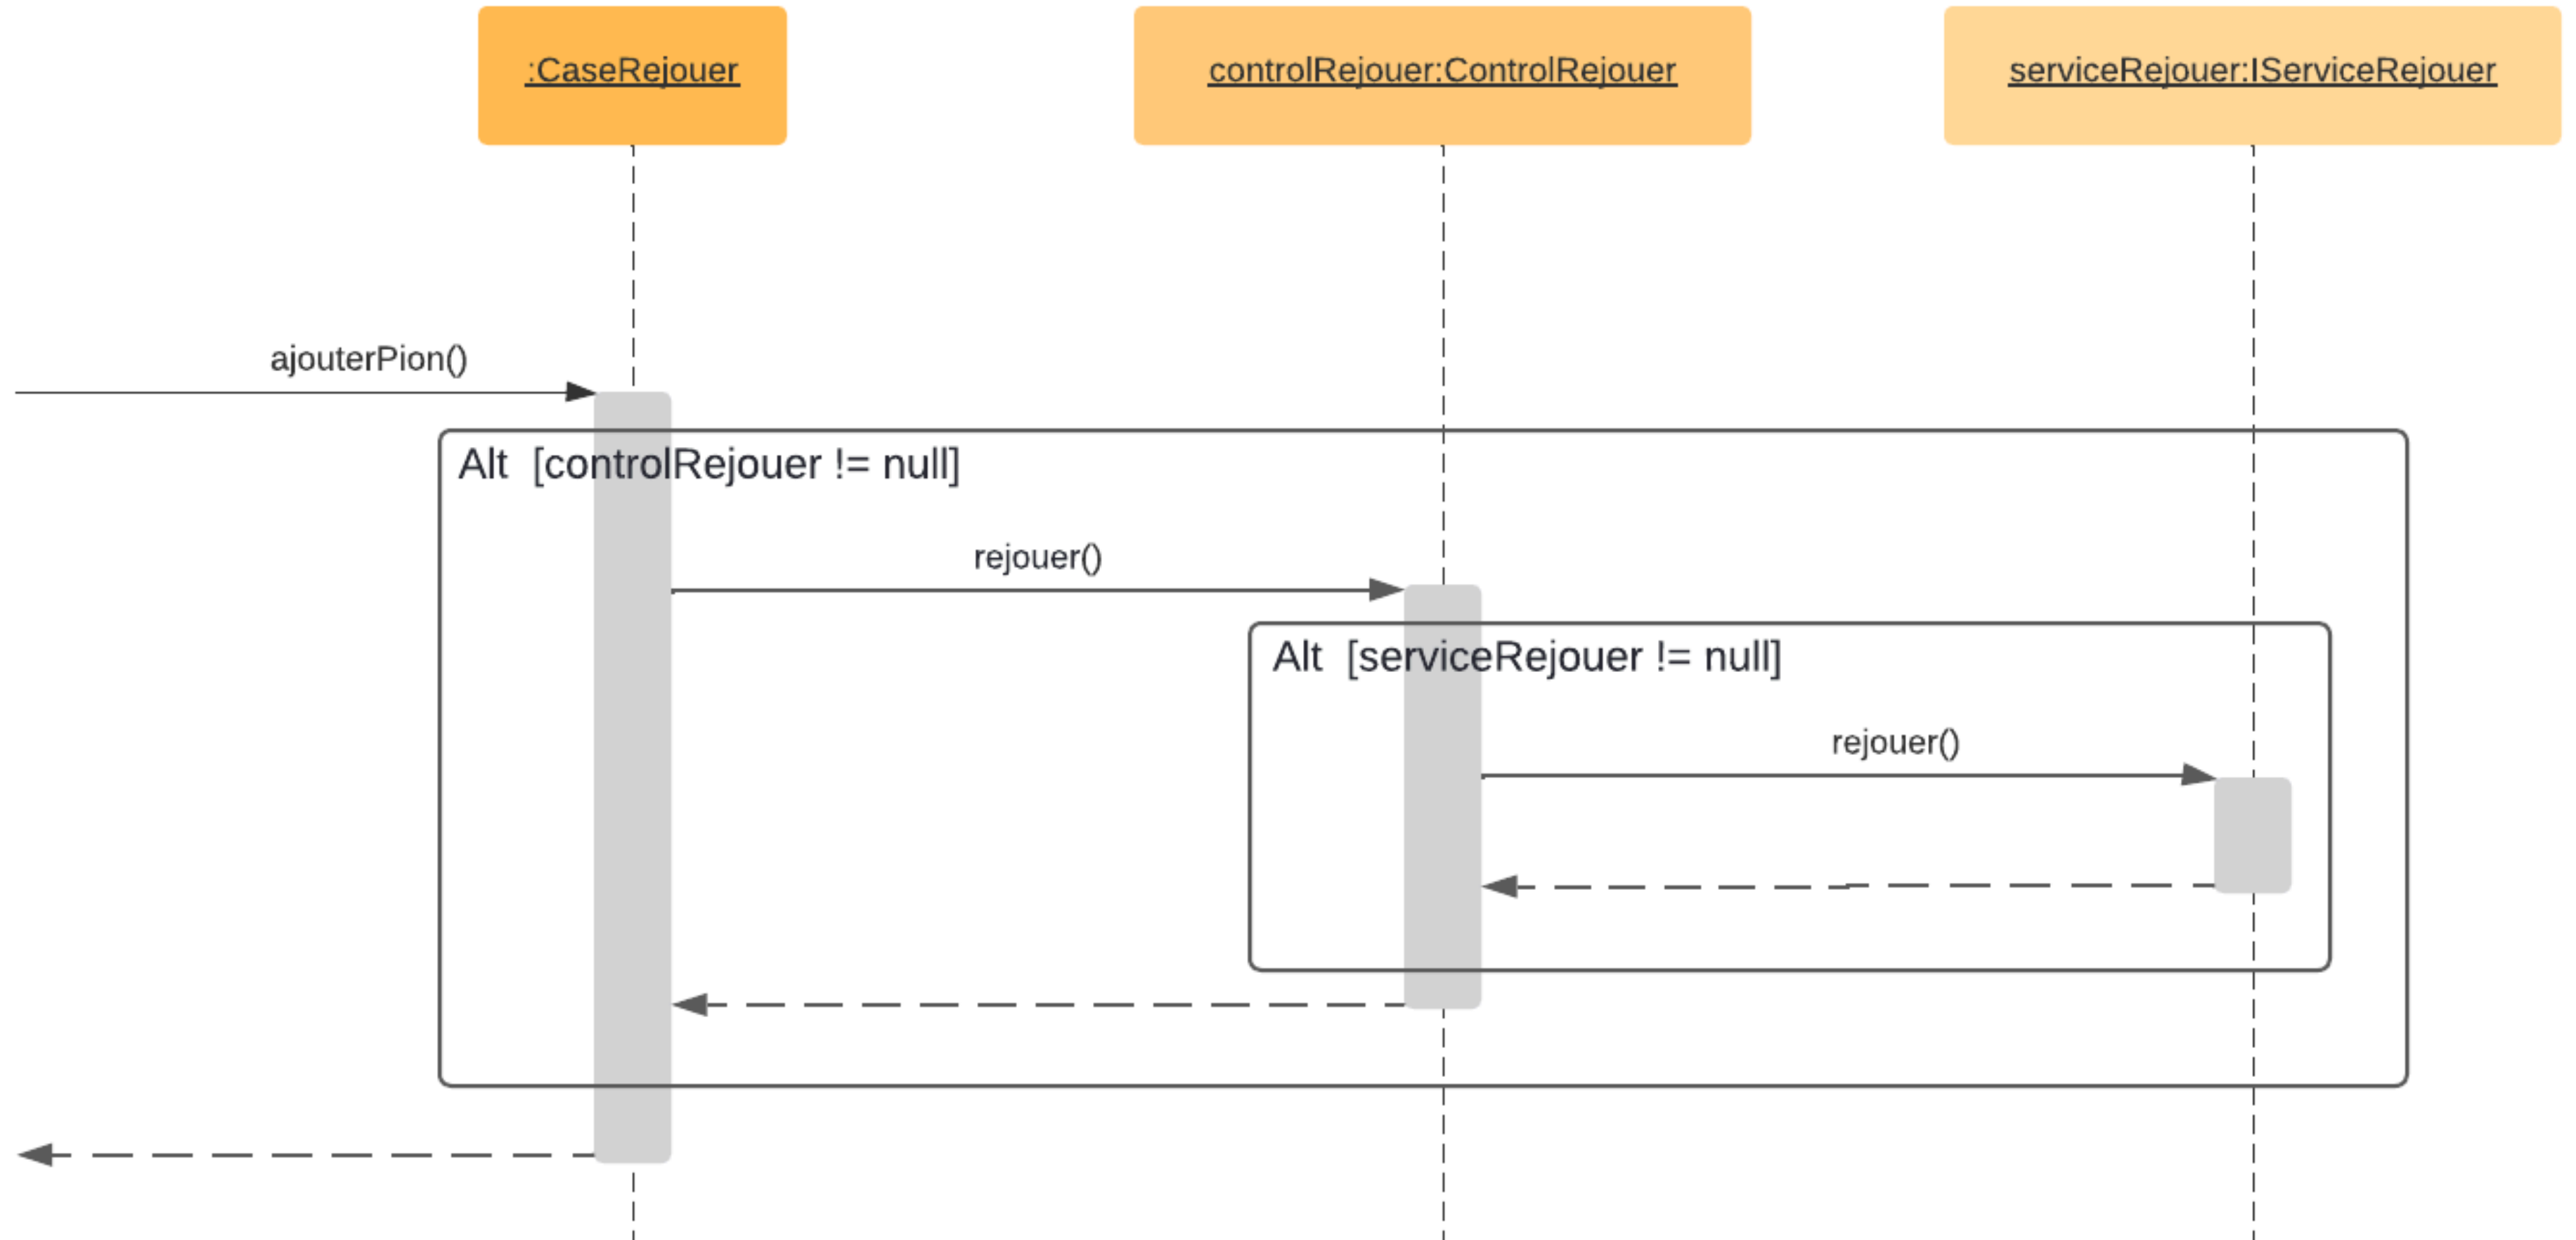 :CaseRejouer
controlRejouer:ControlRejouer
serviceRejouer:IServiceRejouer
ajouterPion()
Alt [controlRejouer != null]
rejouer()
Alt [serviceRejouer != null]
rejouer()